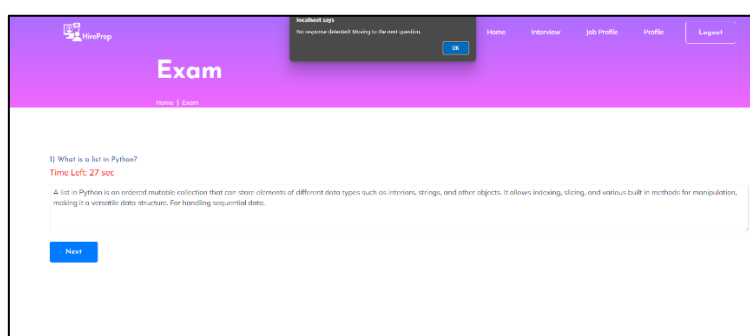 localhost says
No response detected! Moving to the next question.
OK
HirePrep
Home Interview Job Profile Profile Logout
Exam
Home | Exam
1) What is a list in Python?
Time Left: 27 sec
A list in Python is an ordered mutable collection that can store elements of different data types such as interiors, strings, and other objects. It allows indexing, slicing, and various built in methods for manipulation,
making it a versatile data structure. For handling sequential data.
Next